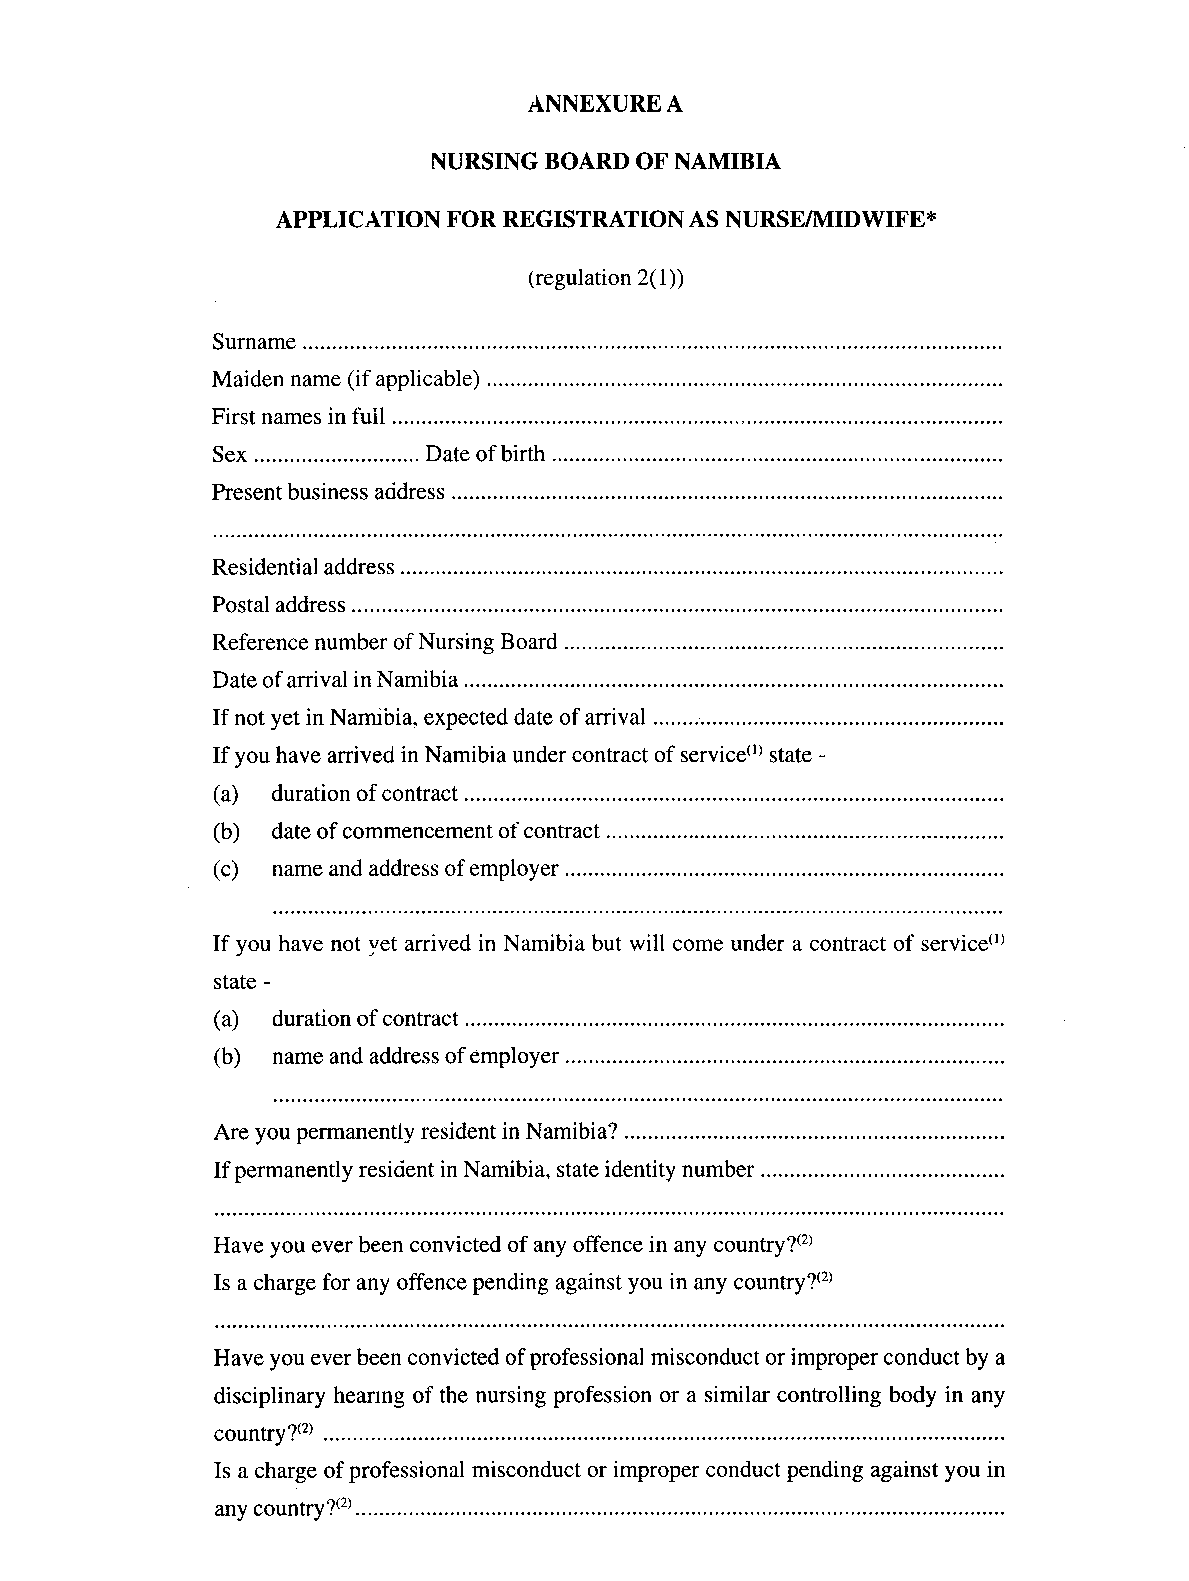 ANNEXURE A
NURSING BOARD OF NAMIBIA
APPLICATION FOR REGISTRATION AS NURSE/MIDWIFE*
(regulation 2(1))
Surname ........................................
Maiden name (if applicable) ........................................
First names in full ........................................
Sex ............................ Date of birth ........................................
Present business address ........................................
........................................
Residential address ........................................
Postal address ........................................
Reference number of Nursing Board ........................................
Date of arrival in Namibia ........................................
If not yet in Namibia, expected date of arrival ........................................
If you have arrived in Namibia under contract of service(1) state -
(a) duration of contract ........................................
(b) date of commencement of contract ........................................
(c) name and address of employer ........................................
........................................
If you have not yet arrived in Namibia but will come under a contract of service(1)
state -
(a) duration of contract ........................................
(b) name and address of employer ........................................
........................................
Are you permanently resident in Namibia? ........................................
If permanently resident in Namibia, state identity number ........................................
........................................
Have you ever been convicted of any offence in any country?(2)
Is a charge for any offence pending against you in any country?(2)
........................................
Have you ever been convicted of professional misconduct or improper conduct by a
disciplinary hearing of the nursing profession or a similar controlling body in any
country?(2) ........................................
Is a charge of professional misconduct or improper conduct pending against you in
any country?(2) ........................................